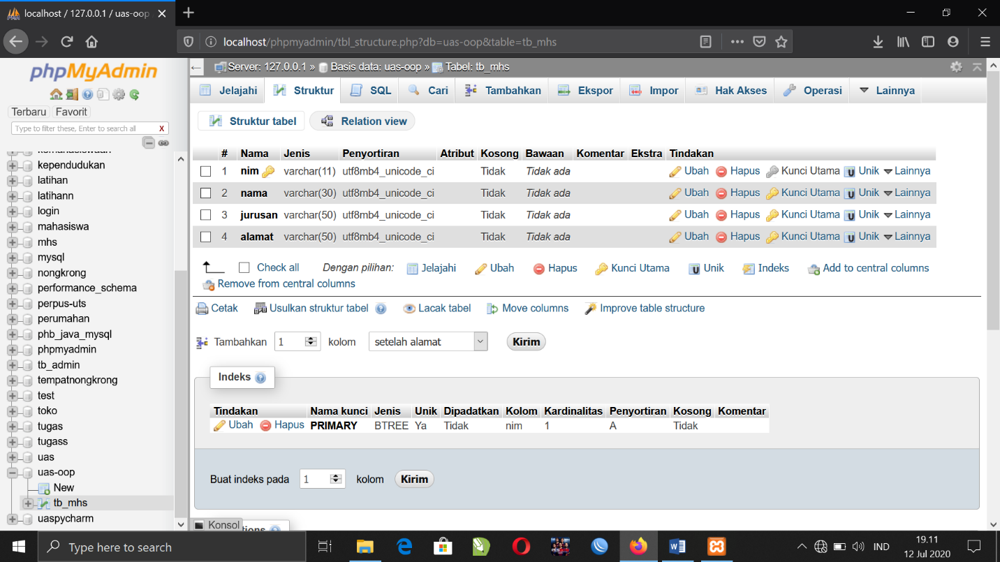 localhost / 127.0.0.1 / uas-oop
localhost/phpmyadmin/tbl_structure.php?db=uas-oop&table=tb_mhs
phpMyAdmin
Terbaru Favorit
Type to filter these, Enter to search all X
kemahasiswaan
kependudukan
latihan
latihann
login
mahasiswa
mhs
mysql
nongkrong
performance_schema
perpus-uts
perumahan
phb_java_mysql
phpmyadmin
tb_admin
tempatnongkrong
test
toko
tugas
tugass
uas
uas-oop
New
tb_mhs
uaspycharm
Server: 127.0.0.1 » Basis data: uas-oop » Tabel: tb_mhs
Jelajahi Struktur SQL Cari Tambahkan Ekspor Impor Hak Akses Operasi Lainnya
Struktur tabel Relation view
# Nama Jenis Penyortiran Atribut Kosong Bawaan Komentar Ekstra Tindakan
1 nim varchar(11) utf8mb4_unicode_ci Tidak Tidak ada Ubah Hapus Kunci Utama Unik Lainnya
2 nama varchar(30) utf8mb4_unicode_ci Tidak Tidak ada Ubah Hapus Kunci Utama Unik Lainnya
3 jurusan varchar(50) utf8mb4_unicode_ci Tidak Tidak ada Ubah Hapus Kunci Utama Unik Lainnya
4 alamat varchar(50) utf8mb4_unicode_ci Tidak Tidak ada Ubah Hapus Kunci Utama Unik Lainnya
Check all Dengan pilihan: Jelajahi Ubah Hapus Kunci Utama Unik Indeks Add to central columns
Remove from central columns
Cetak Usulkan struktur tabel Lacak tabel Move columns Improve table structure
Tambahkan 1 kolom setelah alamat Kirim
Indeks
Tindakan Nama kunci Jenis Unik Dipadatkan Kolom Kardinalitas Penyortiran Kosong Komentar
Ubah Hapus PRIMARY BTREE Ya Tidak nim 1 A Tidak
Buat indeks pada 1 kolom Kirim
Konsol
Type here to search
IND
19.11
12 Jul 2020